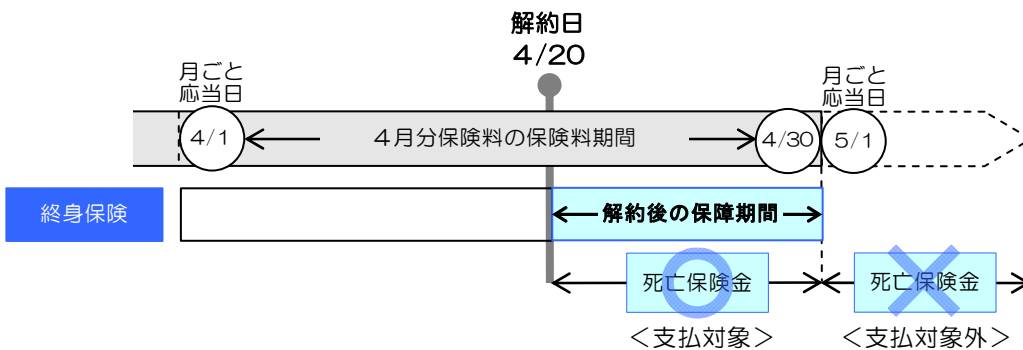 解約日
4/20
月ごと
応当日
月ごと
応当日
4/1
4月分保険料の保険料期間
4/30
5/1
終身保険
解約後の保障期間
死亡保険金
死亡保険金
＜支払対象＞
＜支払対象外＞